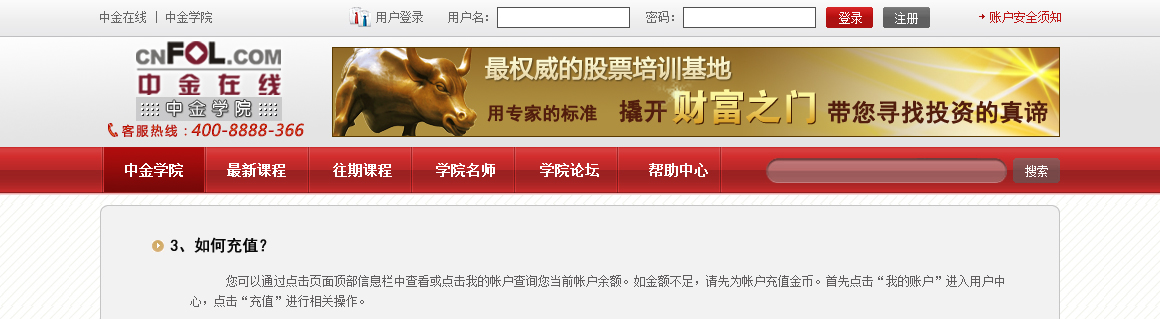 中金在线 | 中金学院 用户登录 用户名: 密码: 登录 注册 账户安全须知
CNFOL.COM
中金在线
中金学院
客服热线:400-8888-366
最权威的股票培训基地
用专家的标准 撬开财富之门 带您寻找投资的真谛
中金学院 最新课程 往期课程 学院名师 学院论坛 帮助中心 搜索
3、如何充值?
您可以通过点击页面顶部信息栏中查看或点击我的帐户查询您当前帐户余额。如金额不足，请先为帐户充值金币。首先点击“我的账户”进入用户中
心，点击“充值”进行相关操作。